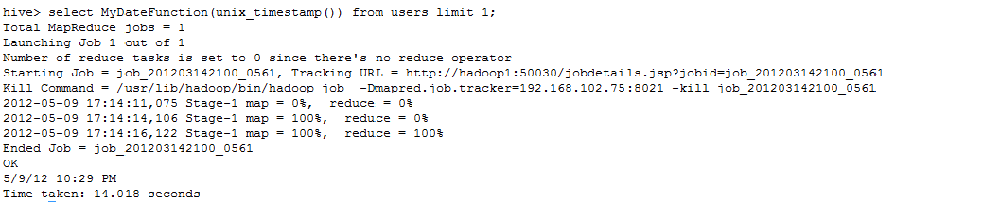 hive> select MyDateFunction(unix_timestamp()) from users limit 1;
Total MapReduce jobs = 1
Launching Job 1 out of 1
Number of reduce tasks is set to 0 since there's no reduce operator
Starting Job = job_201203142100_0561, Tracking URL = http://hadoop1:50030/jobdetails.jsp?jobid=job_201203142100_0561
Kill Command = /usr/lib/hadoop/bin/hadoop job  -Dmapred.job.tracker=192.168.102.75:8021 -kill job_201203142100_0561
2012-05-09 17:14:11,075 Stage-1 map = 0%,  reduce = 0%
2012-05-09 17:14:14,106 Stage-1 map = 100%,  reduce = 0%
2012-05-09 17:14:16,122 Stage-1 map = 100%,  reduce = 100%
Ended Job = job_201203142100_0561
OK
5/9/12 10:29 PM
Time taken: 14.018 seconds